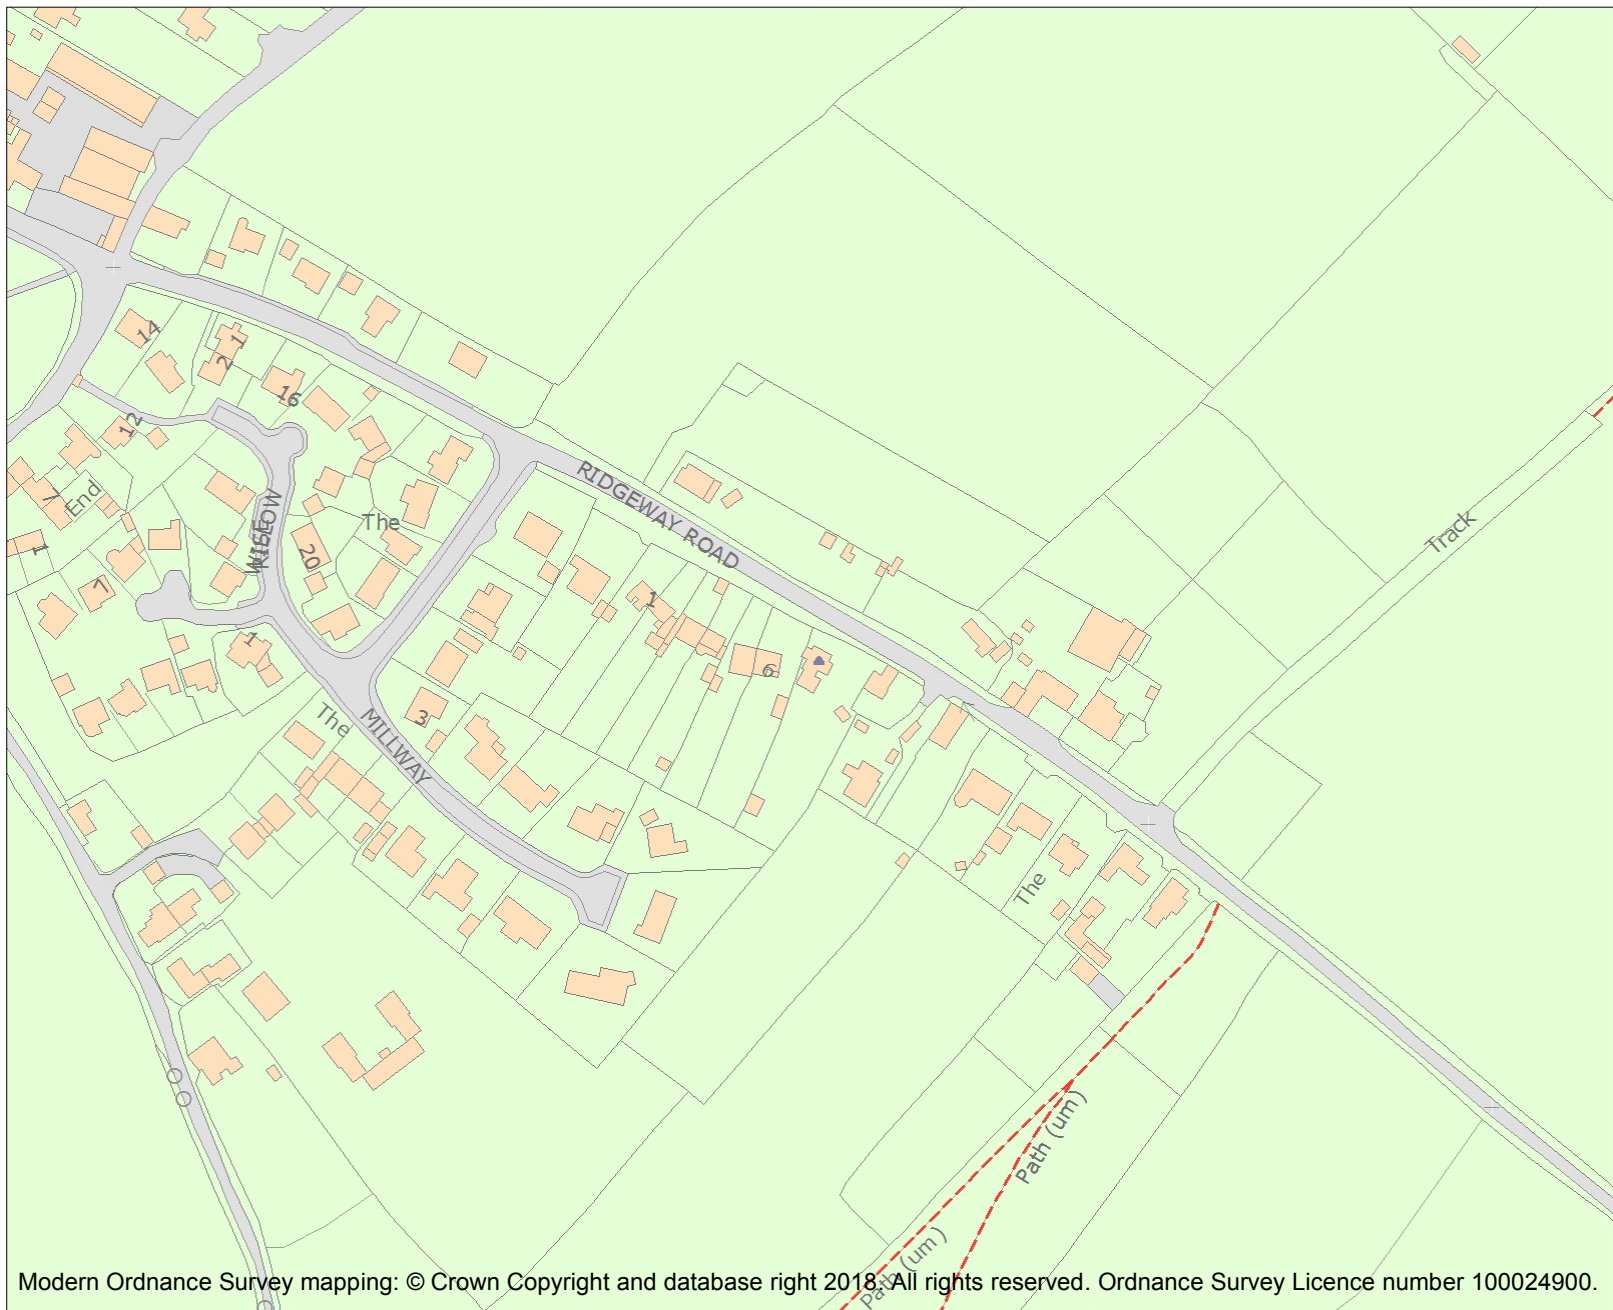 14
1
2
16
12
RIDGEWAY ROAD
7
End
WILLOW
RISE
The
Track
1
20
7
1
1
6
3
The
MILLWAY
The
Path (um)
Path (um)
Modern Ordnance Survey mapping: © Crown Copyright and database right 2018. All rights reserved. Ordnance Survey Licence number 100024900.